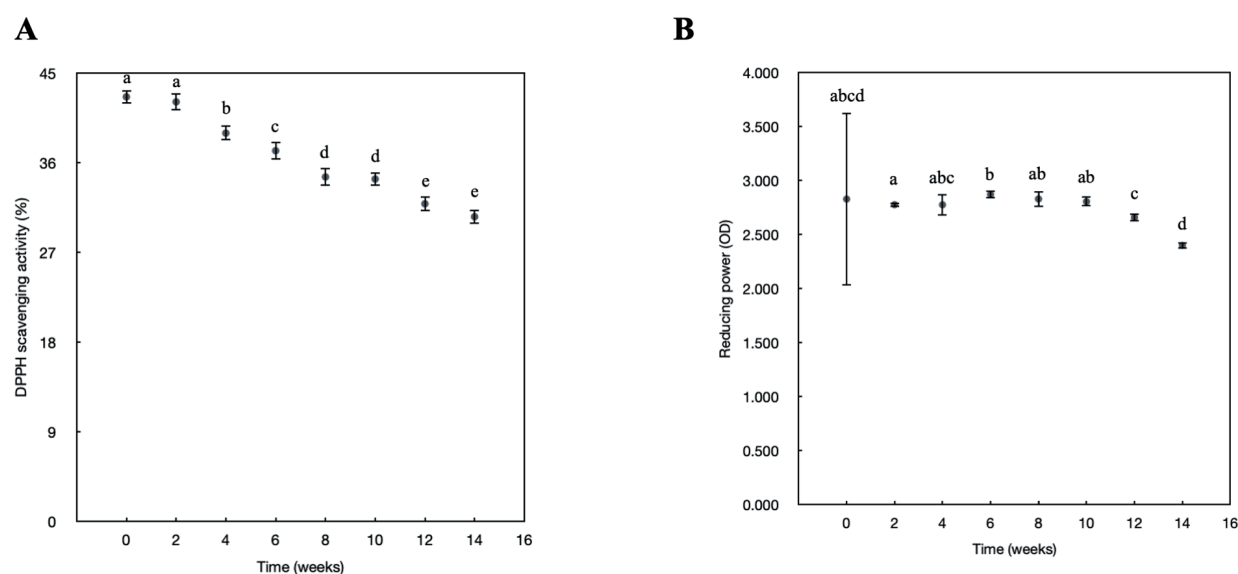 A
45
36
27
18
9
0
a a b c d d e e
0 2 4 6 8 10 12 14 16
DPPH scavenging activity (%)
Time (weeks)
B
4.000
3.500
3.000
2.500
2.000
1.500
1.000
0.500
0.000
abcd a abc b ab ab c d
0 2 4 6 8 10 12 14 16
Reducing power (OD)
Time (weeks)